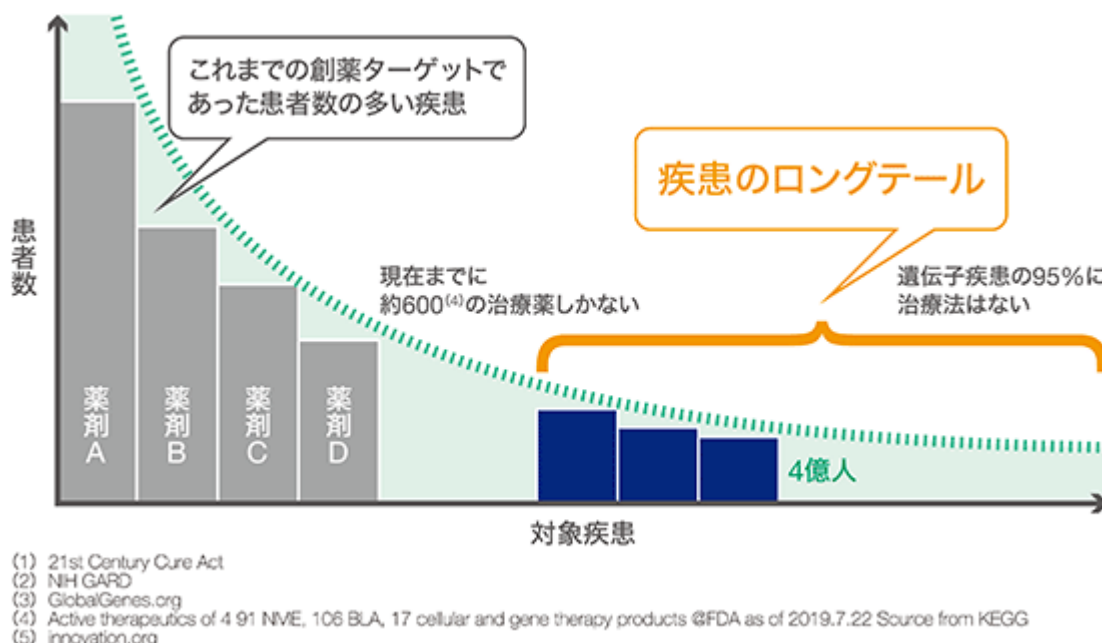 これまでの創薬ターゲットで
あった患者数の多い疾患
疾患のロングテール
患者数
現在までに
約600(4)の治療薬しかない
遺伝子疾患の95%に
治療法はない
薬剤A
薬剤B
薬剤C
薬剤D
4億人
対象疾患
(1) 21st Century Cure Act
(2) NIH GARD
(3) GlobalGenes.org
(4) Active therapeutics of 4 91 NME, 106 BLA, 17 cellular and gene therapy products @FDA as of 2019.7.22 Source from KEGG
(5) innovation.org